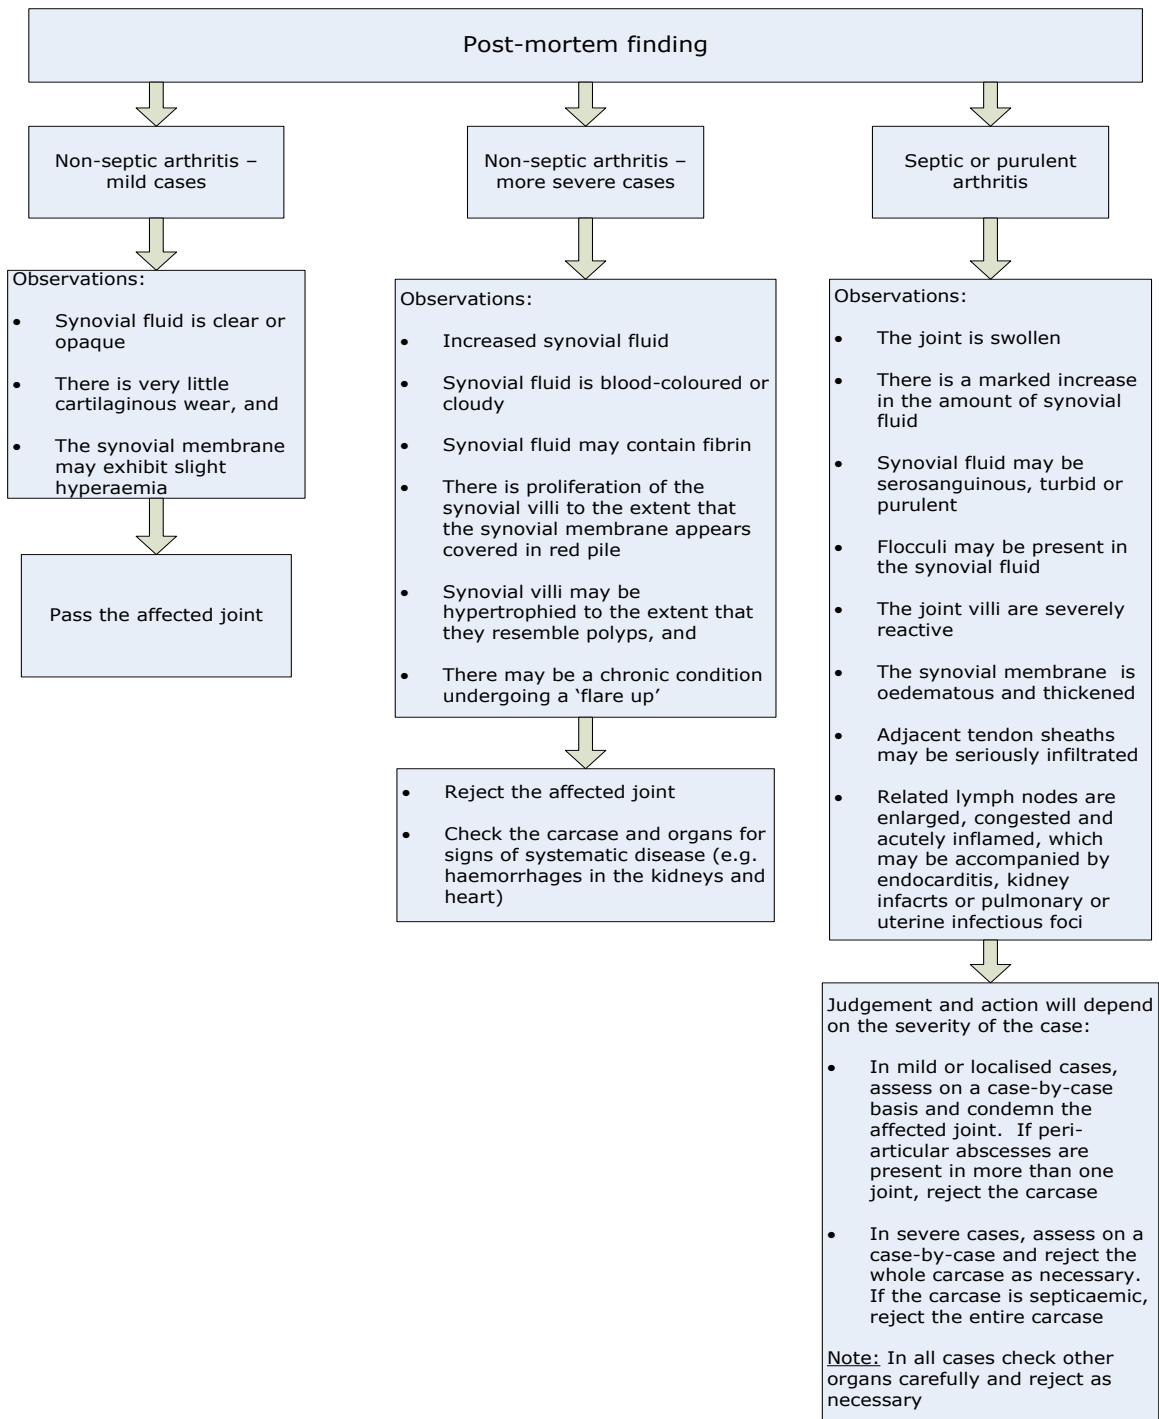 Post-mortem finding
Non-septic arthritis –
mild cases
Observations:
• Synovial fluid is clear or
opaque
• There is very little
cartilaginous wear, and
• The synovial membrane
may exhibit slight
hyperaemia
Pass the affected joint
Non-septic arthritis –
more severe cases
Observations:
• Increased synovial fluid
• Synovial fluid is blood-coloured or
cloudy
• Synovial fluid may contain fibrin
• There is proliferation of the
synovial villi to the extent that
the synovial membrane appears
covered in red pile
• Synovial villi may be
hypertrophied to the extent that
they resemble polyps, and
• There may be a chronic condition
undergoing a ‘flare up’
• Reject the affected joint
• Check the carcase and organs for
signs of systematic disease (e.g.
haemorrhages in the kidneys and
heart)
Septic or purulent
arthritis
Observations:
• The joint is swollen
• There is a marked increase
in the amount of synovial
fluid
• Synovial fluid may be
serosanguinous, turbid or
purulent
• Flocculi may be present in
the synovial fluid
• The joint villi are severely
reactive
• The synovial membrane is
oedematous and thickened
• Adjacent tendon sheaths
may be seriously infiltrated
• Related lymph nodes are
enlarged, congested and
acutely inflamed, which
may be accompanied by
endocarditis, kidney
infacrts or pulmonary or
uterine infectious foci
Judgement and action will depend
on the severity of the case:
• In mild or localised cases,
assess on a case-by-case
basis and condemn the
affected joint. If peri-
articular abscesses are
present in more than one
joint, reject the carcase
• In severe cases, assess on a
case-by-case and reject the
whole carcase as necessary.
If the carcase is septicaemic,
reject the entire carcase
Note: In all cases check other
organs carefully and reject as
necessary